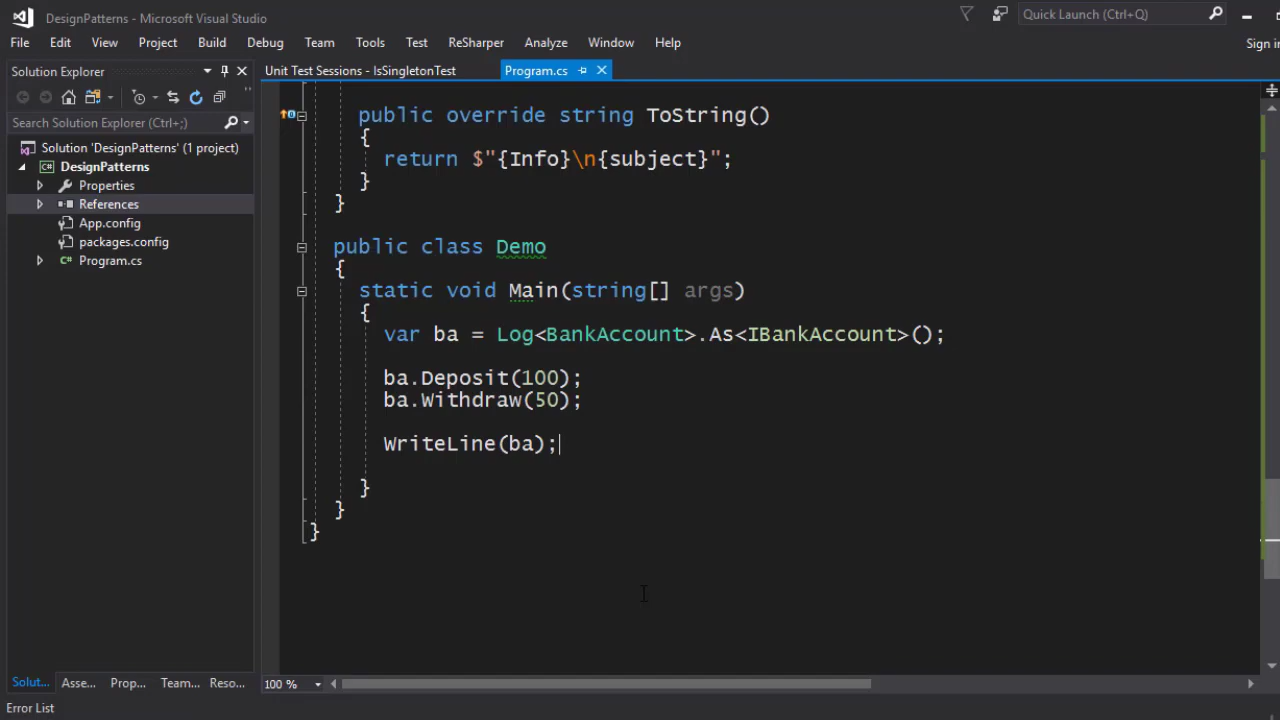 DesignPatterns - Microsoft Visual Studio
Quick Launch (Ctrl+Q)
File Edit View Project Build Debug Team Tools Test ReSharper Analyze Window Help
Sign in
Solution Explorer
Unit Test Sessions - IsSingletonTest
Program.cs
Search Solution Explorer (Ctrl+;)
Solution 'DesignPatterns' (1 project)
DesignPatterns
Properties
References
App.config
packages.config
C# Program.cs
public override string ToString()
{
return $"{Info}\n{subject}";
}
}
public class Demo
{
static void Main(string[] args)
{
var ba = Log<BankAccount>.As<IBankAccount>();
ba.Deposit(100);
ba.Withdraw(50);
WriteLine(ba);
}
}
}
Solut... Asse... Prop... Team... Reso...
100 %
Error List